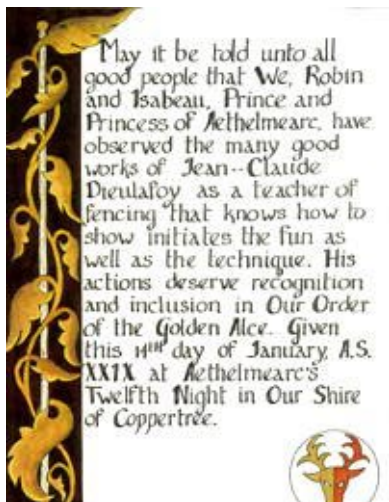 May it be told unto all
good people that We, Robin
and Isabeau, Prince and
Princess of Aethelmearc, have
observed the many good
works of Jean--Claude
Dieulafoy as a teacher of
fencing that knows how to
show initiates the fun as
well as the technique. His
actions deserve recognition
and inclusion in Our Order
of the Golden Alce. Given
this 14TH day of January, A.S.
XXIX at Aethelmearc's
Twelfth Night in Our Shire
of Coppertree.